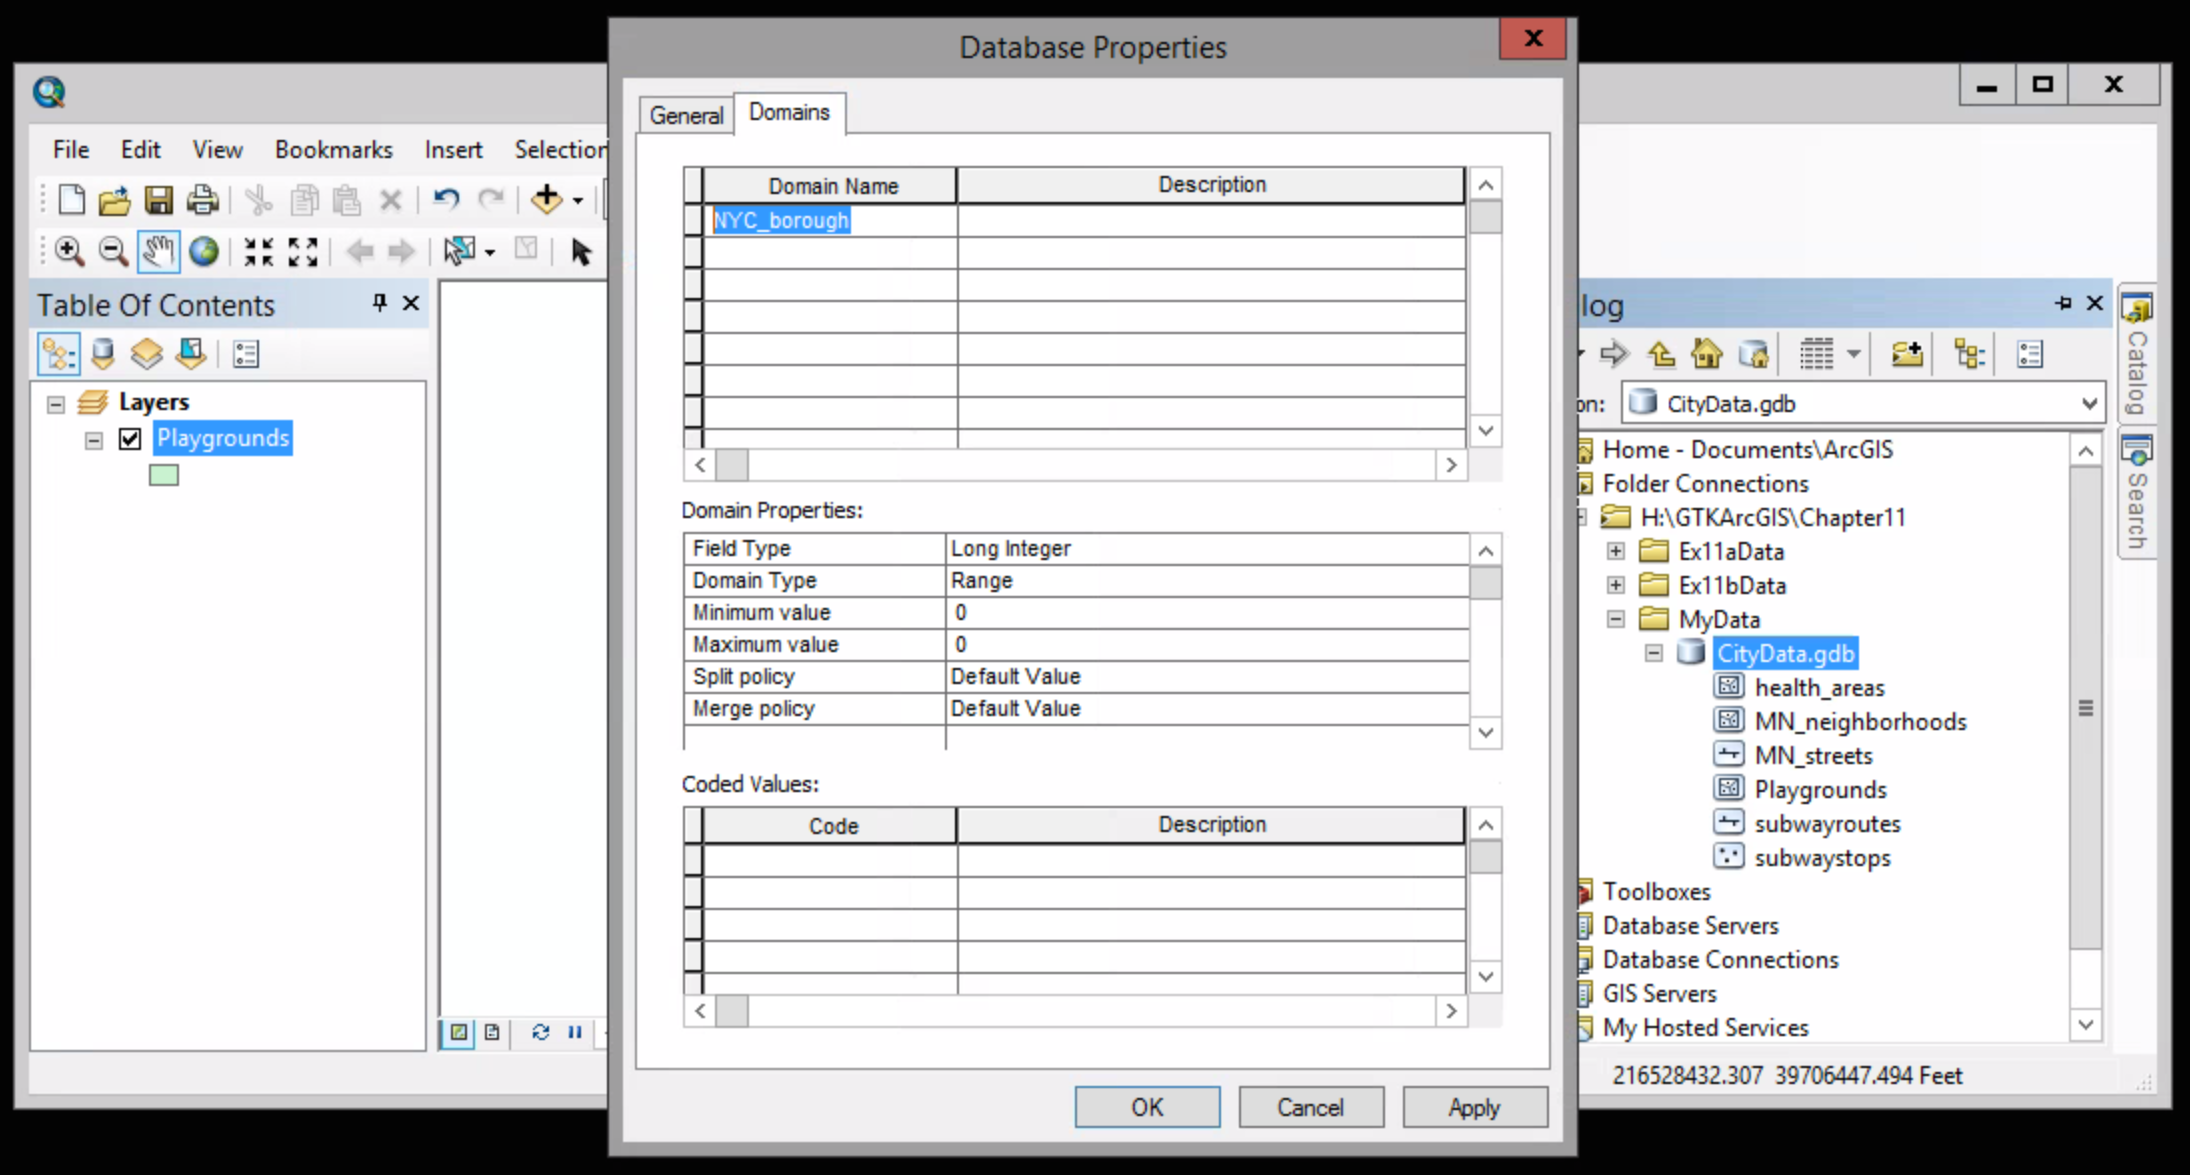 Database Properties
File Edit View Bookmarks Insert Selection
General Domains
Domain Name Description
NYC_borough
Table Of Contents
Layers
Playgrounds
Domain Properties:
Field Type Long Integer
Domain Type Range
Minimum value 0
Maximum value 0
Split policy Default Value
Merge policy Default Value
Coded Values:
Code Description
OK Cancel Apply
log
on: CityData.gdb
Home - Documents\ArcGIS
Folder Connections
H:\GTKArcGIS\Chapter11
Ex11aData
Ex11bData
MyData
CityData.gdb
health_areas
MN_neighborhoods
MN_streets
Playgrounds
subwayroutes
subwaystops
Toolboxes
Database Servers
Database Connections
GIS Servers
My Hosted Services
216528432.307 39706447.494 Feet
Catalog
Search